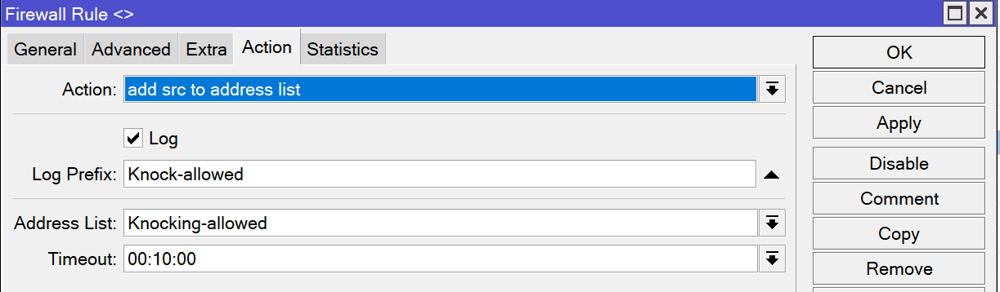 Firewall Rule <>
General Advanced Extra Action Statistics
OK
Action: add src to address list
Cancel
Apply
Log
Disable
Log Prefix: Knock-allowed
Comment
Address List: Knocking-allowed
Copy
Timeout: 00:10:00
Remove